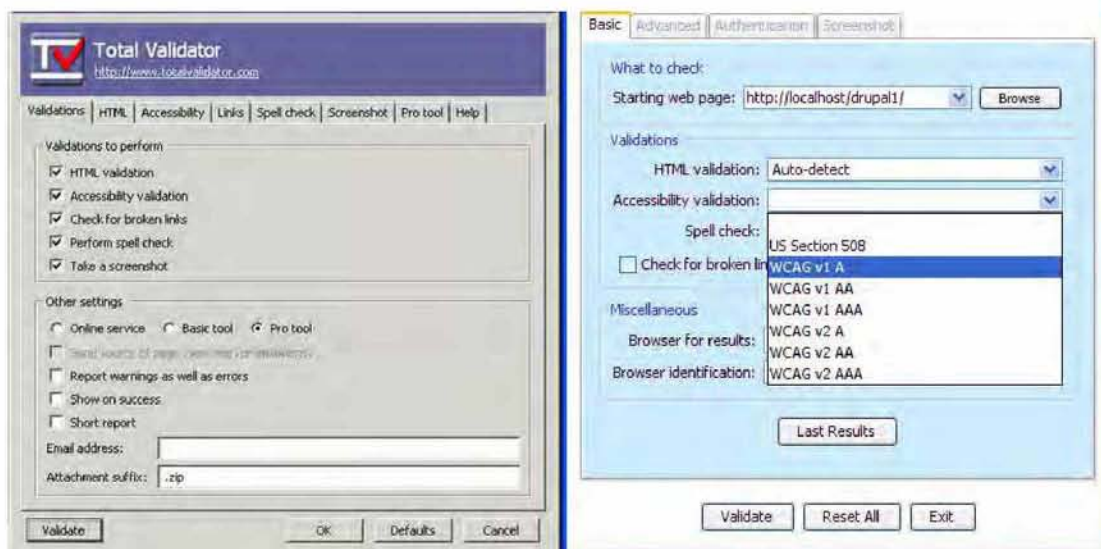 Total Validator
http://www.totalvalidator.com
Validations HTML Accessibility Links Spell check Screenshot Pro tool Help
Validations to perform
HTML validation
Accessibility validation
Check for broken links
Perform spell check
Take a screenshot
Other settings
Online service Basic tool Pro tool
Report warnings as well as errors
Show on success
Short report
Email address:
Attachment suffix: .zip
Validate OK Defaults Cancel
Basic Advanced Authentication Screenshot
What to check
Starting web page: http://localhost/drupal1/ Browse
Validations
HTML validation: Auto-detect
Accessibility validation:
Spell check:
US Section 508
Check for broken lin WCAG v1 A
WCAG v1 AA
Miscellaneous WCAG v1 AAA
Browser for results: WCAG v2 A
WCAG v2 AA
Browser identification: WCAG v2 AAA
Last Results
Validate Reset All Exit